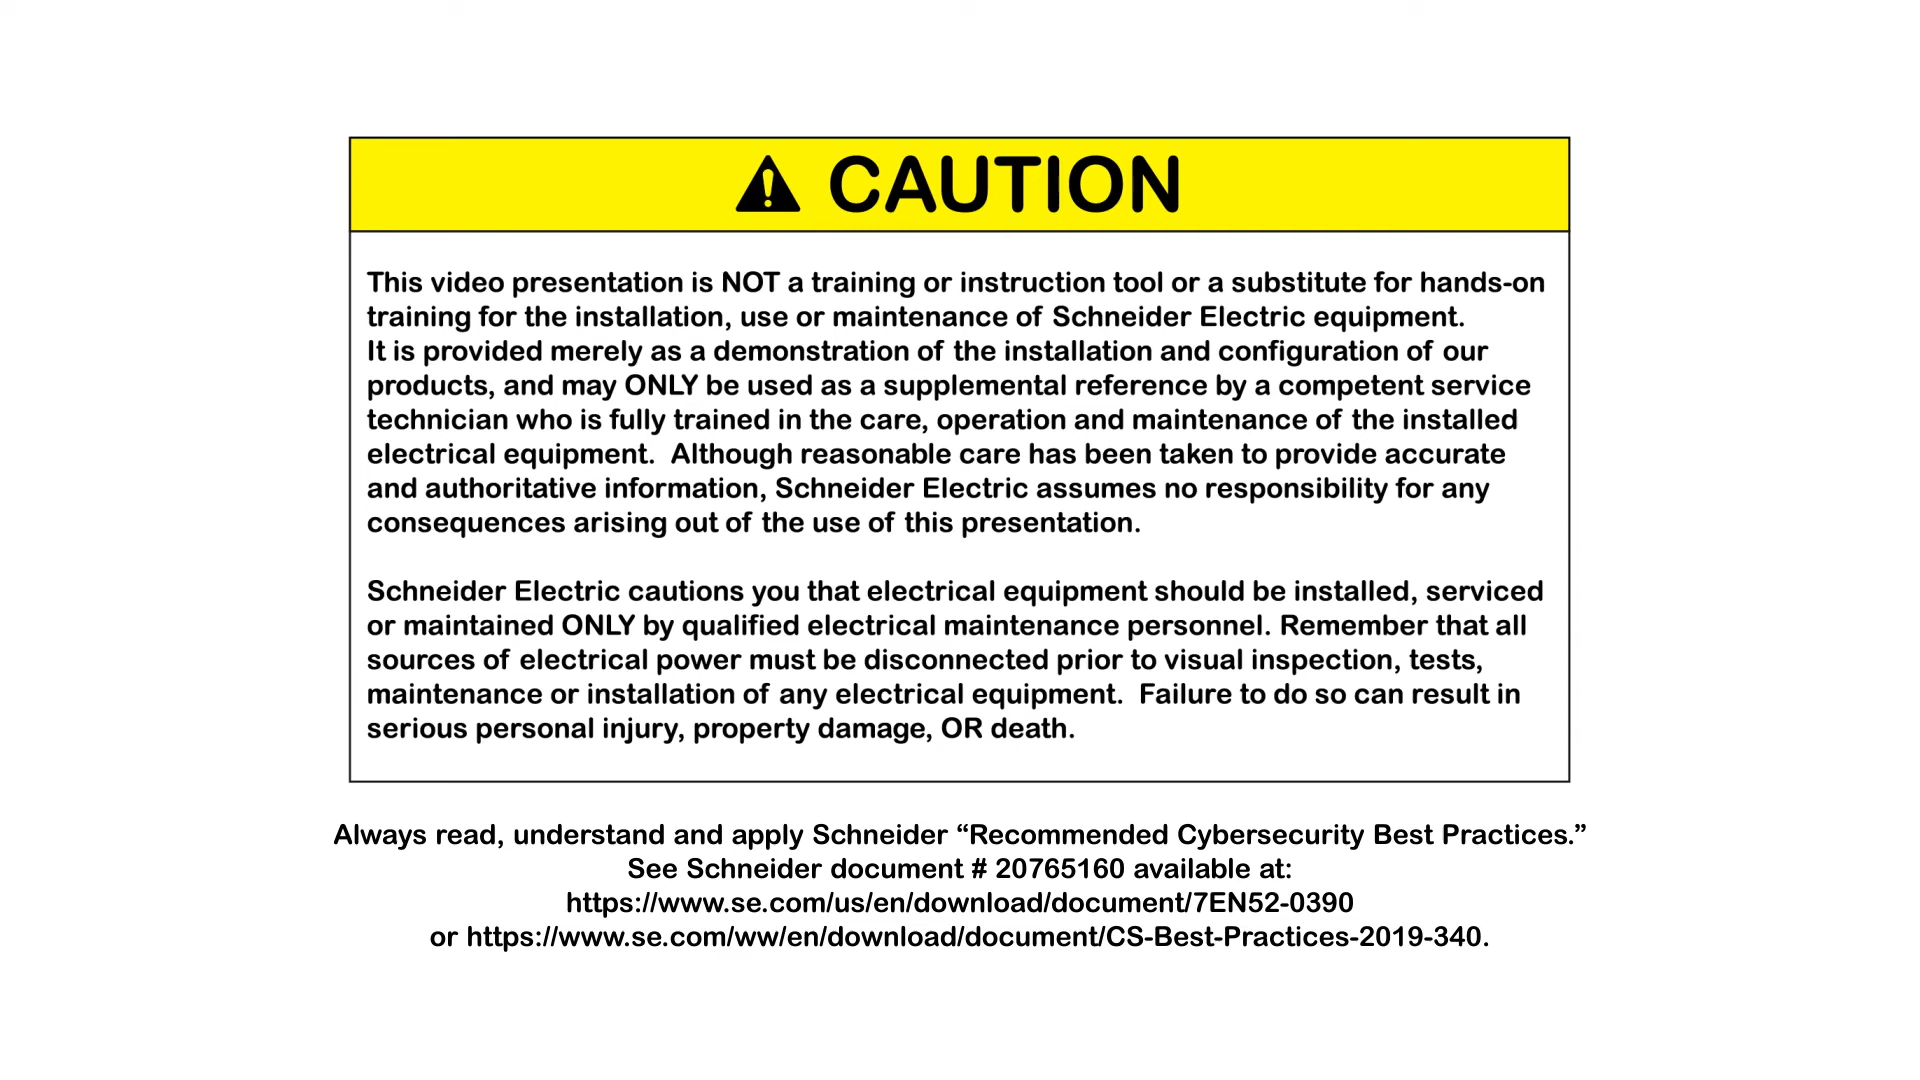 CAUTION
This video presentation is NOT a training or instruction tool or a substitute for hands-on
training for the installation, use or maintenance of Schneider Electric equipment.
It is provided merely as a demonstration of the installation and configuration of our
products, and may ONLY be used as a supplemental reference by a competent service
technician who is fully trained in the care, operation and maintenance of the installed
electrical equipment.  Although reasonable care has been taken to provide accurate
and authoritative information, Schneider Electric assumes no responsibility for any
consequences arising out of the use of this presentation.
Schneider Electric cautions you that electrical equipment should be installed, serviced
or maintained ONLY by qualified electrical maintenance personnel. Remember that all
sources of electrical power must be disconnected prior to visual inspection, tests,
maintenance or installation of any electrical equipment.  Failure to do so can result in
serious personal injury, property damage, OR death.
Always read, understand and apply Schneider “Recommended Cybersecurity Best Practices.”
See Schneider document # 20765160 available at:
https://www.se.com/us/en/download/document/7EN52-0390
or https://www.se.com/ww/en/download/document/CS-Best-Practices-2019-340.